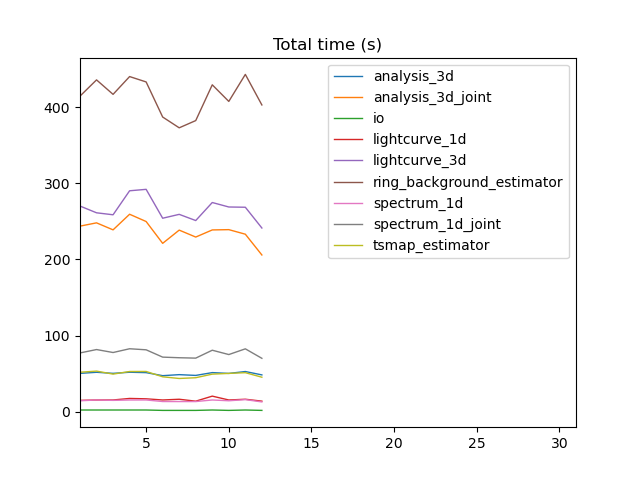 Total time (s)
400
300
200
100
0
5 10 15 20 25 30
analysis_3d
analysis_3d_joint
io
lightcurve_1d
lightcurve_3d
ring_background_estimator
spectrum_1d
spectrum_1d_joint
tsmap_estimator